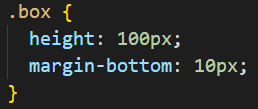 .box {
  height: 100px;
  margin-bottom: 10px;
}